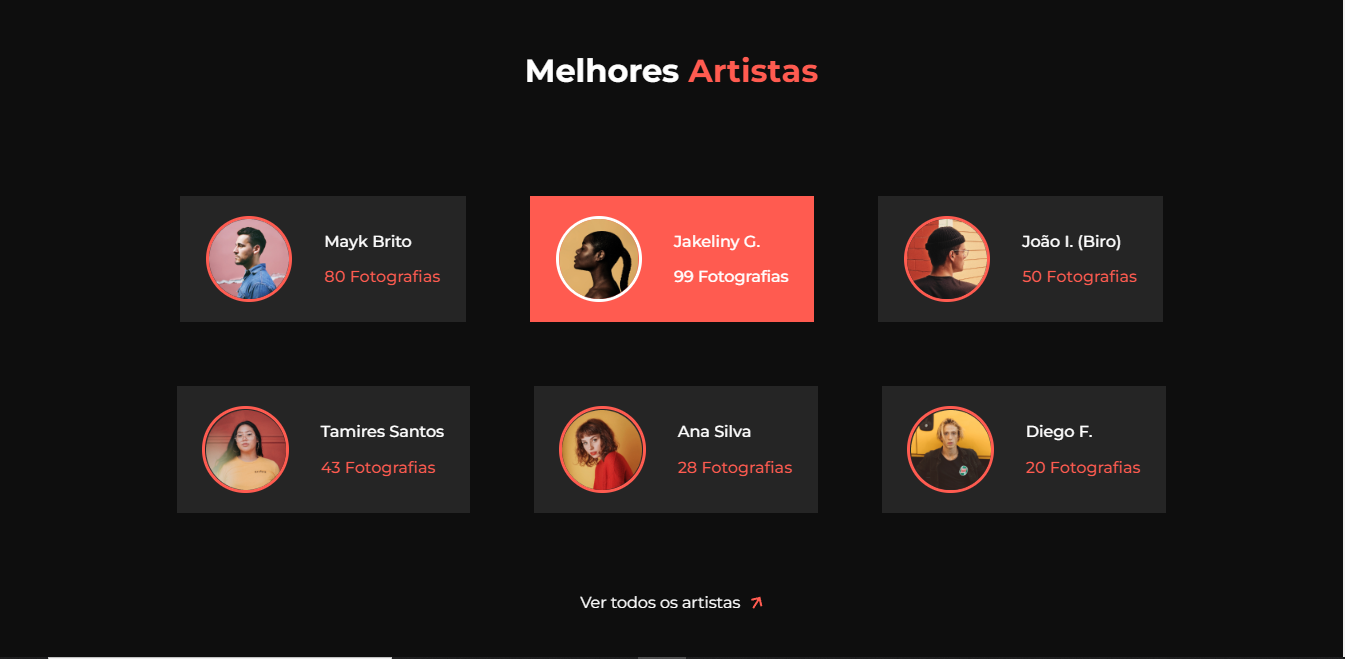 Melhores Artistas
Mayk Brito
80 Fotografias
Jakeliny G.
99 Fotografias
João I. (Biro)
50 Fotografias
Tamires Santos
43 Fotografias
Ana Silva
28 Fotografias
Diego F.
20 Fotografias
Ver todos os artistas